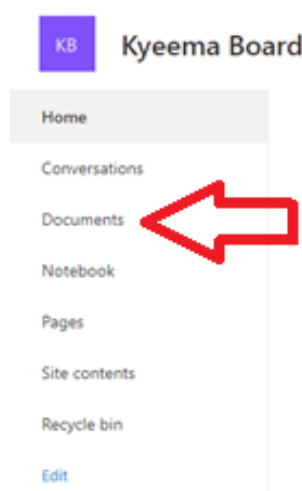 KB Kyeema Board
Home
Conversations
Documents
Notebook
Pages
Site contents
Recycle bin
Edit